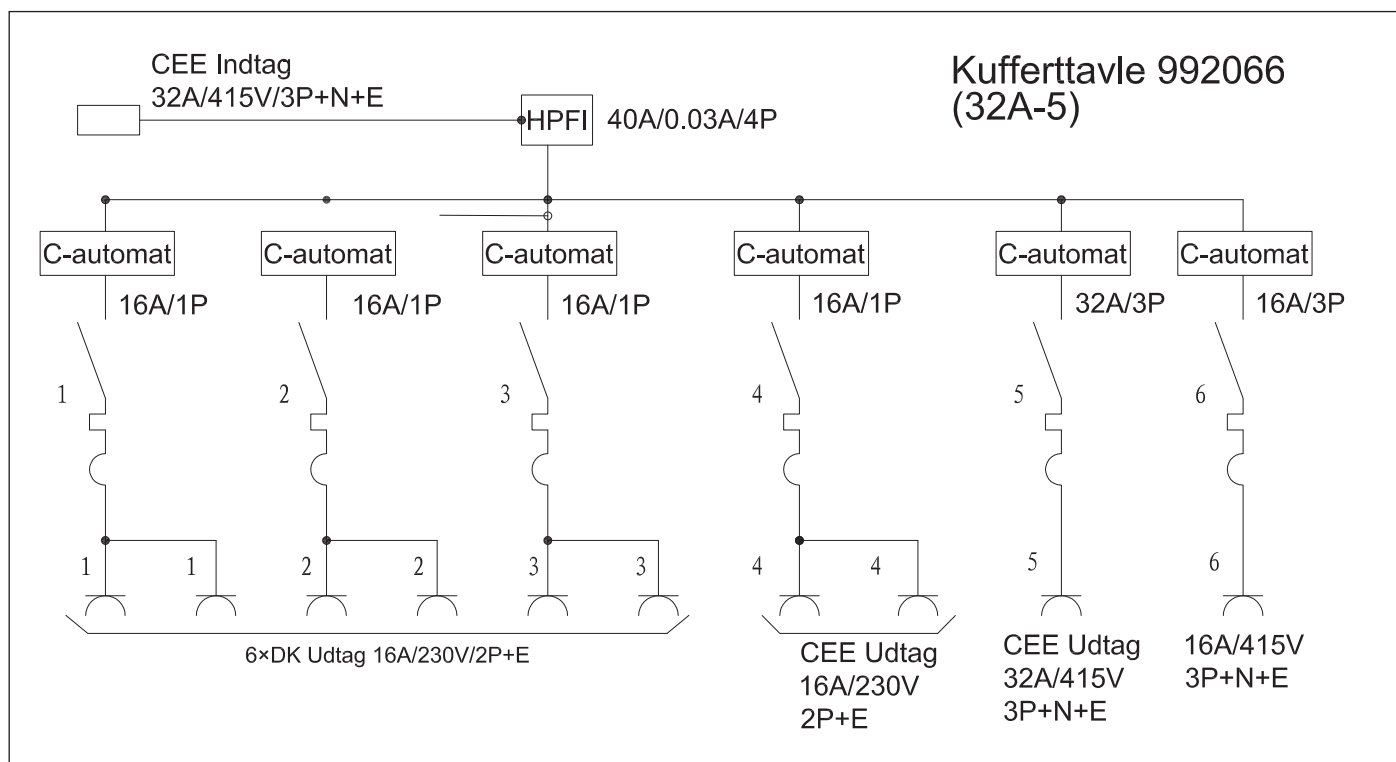 CEE Indtag
32A/415V/3P+N+E
Kufferttavle 992066
(32A-5)
HPFI
40A/0.03A/4P
C-automat
C-automat
C-automat
C-automat
C-automat
C-automat
16A/1P
16A/1P
16A/1P
16A/1P
32A/3P
16A/3P
1
2
3
4
5
6
1
1
2
2
3
3
4
4
5
6
6×DK Udtag 16A/230V/2P+E
CEE Udtag
16A/230V
2P+E
CEE Udtag
32A/415V
3P+N+E
16A/415V
3P+N+E